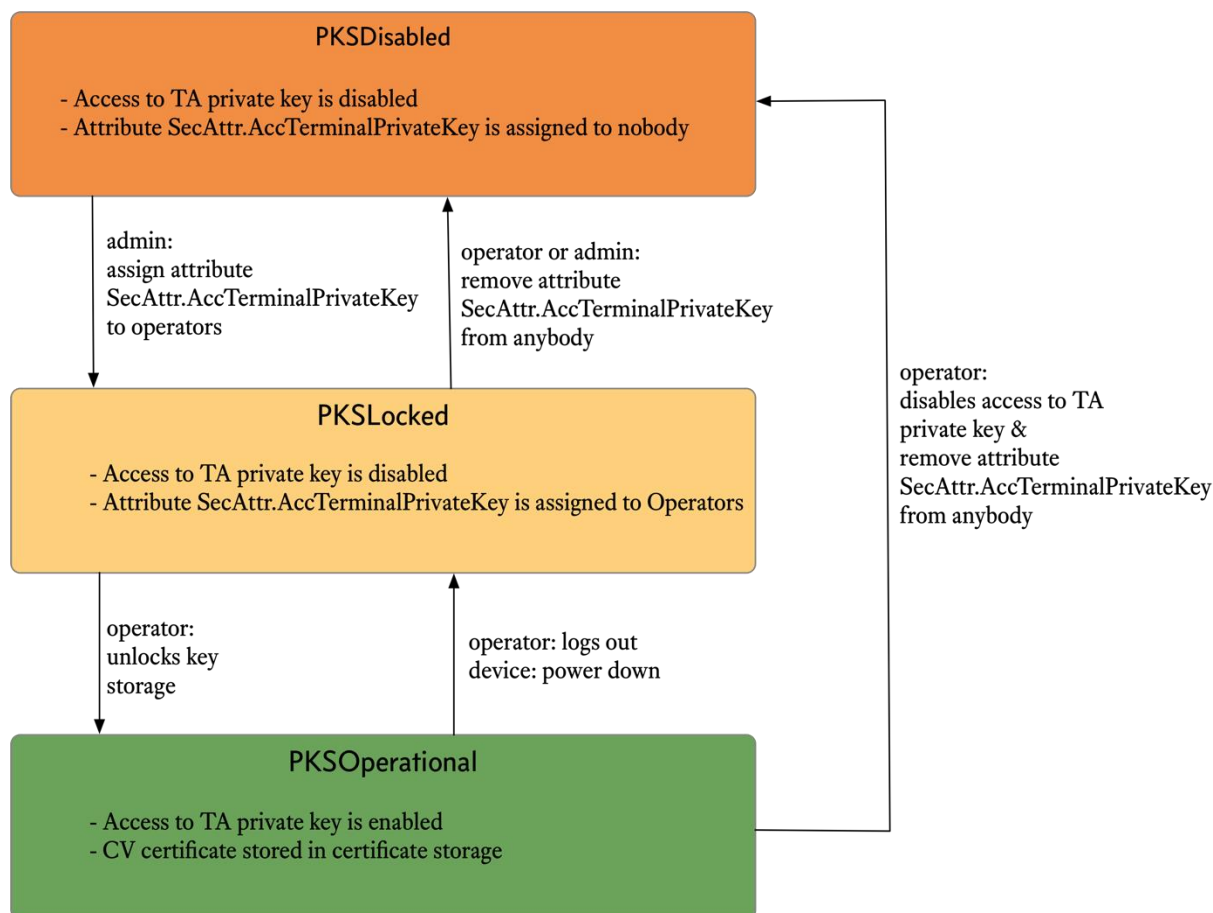 PKSDisabled
- Access to TA private key is disabled
- Attribute SecAttr.AccTerminalPrivateKey is assigned to nobody
admin:
assign attribute
SecAttr.AccTerminalPrivateKey
to operators
operator or admin:
remove attribute
SecAttr.AccTerminalPrivateKey
from anybody
operator:
disables access to TA
private key &
remove attribute
SecAttr.AccTerminalPrivateKey
from anybody
PKSLocked
- Access to TA private key is disabled
- Attribute SecAttr.AccTerminalPrivateKey is assigned to Operators
operator:
unlocks key
storage
operator: logs out
device: power down
PKSOperational
- Access to TA private key is enabled
- CV certificate stored in certificate storage